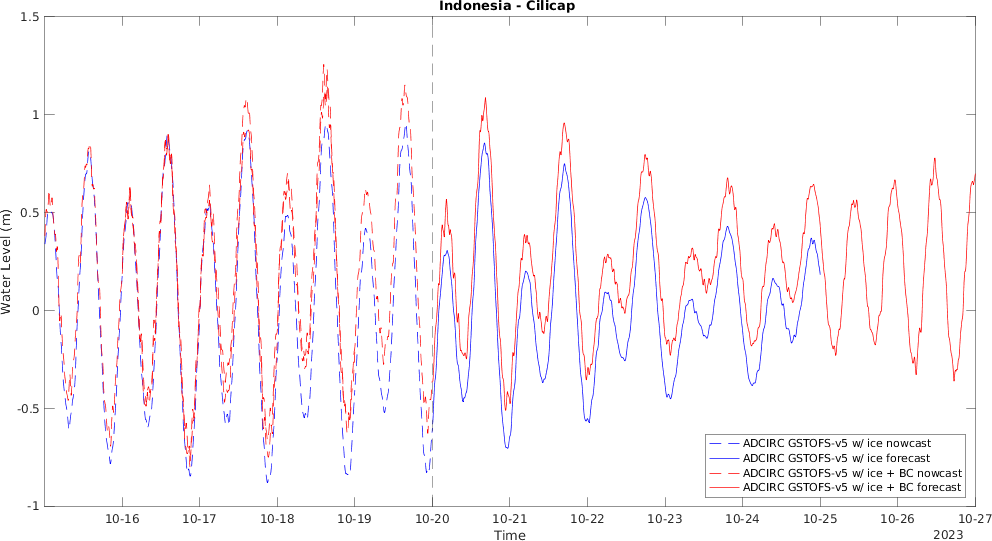 Indonesia - Cilicap
Water Level (m)
1.5
1
0.5
0
-0.5
-1
10-16
10-17
10-18
10-19
10-20
10-21
10-22
10-23
10-24
10-25
10-26
10-27
Time
2023
ADCIRC GSTOFS-v5 w/ ice nowcast
ADCIRC GSTOFS-v5 w/ ice forecast
ADCIRC GSTOFS-v5 w/ ice + BC nowcast
ADCIRC GSTOFS-v5 w/ ice + BC forecast